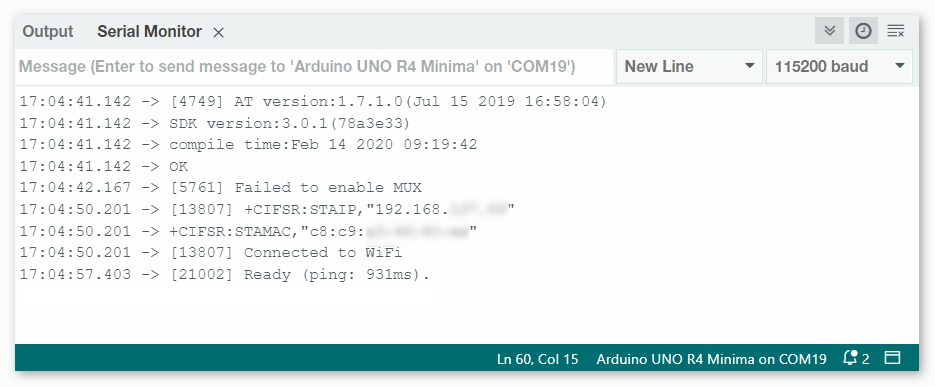 Output Serial Monitor ×
Message (Enter to send message to 'Arduino UNO R4 Minima' on 'COM19') New Line 115200 baud
17:04:41.142 -> [4749] AT version:1.7.1.0(Jul 15 2019 16:58:04)
17:04:41.142 -> SDK version:3.0.1(78a3e33)
17:04:41.142 -> compile time:Feb 14 2020 09:19:42
17:04:41.142 -> OK
17:04:42.167 -> [5761] Failed to enable MUX
17:04:50.201 -> [13807] +CIFSR:STAIP,"192.168. "
17:04:50.201 -> +CIFSR:STAMAC,"c8:c9: "
17:04:50.201 -> [13807] Connected to WiFi
17:04:57.403 -> [21002] Ready (ping: 931ms).
Ln 60, Col 15 Arduino UNO R4 Minima on COM19 2